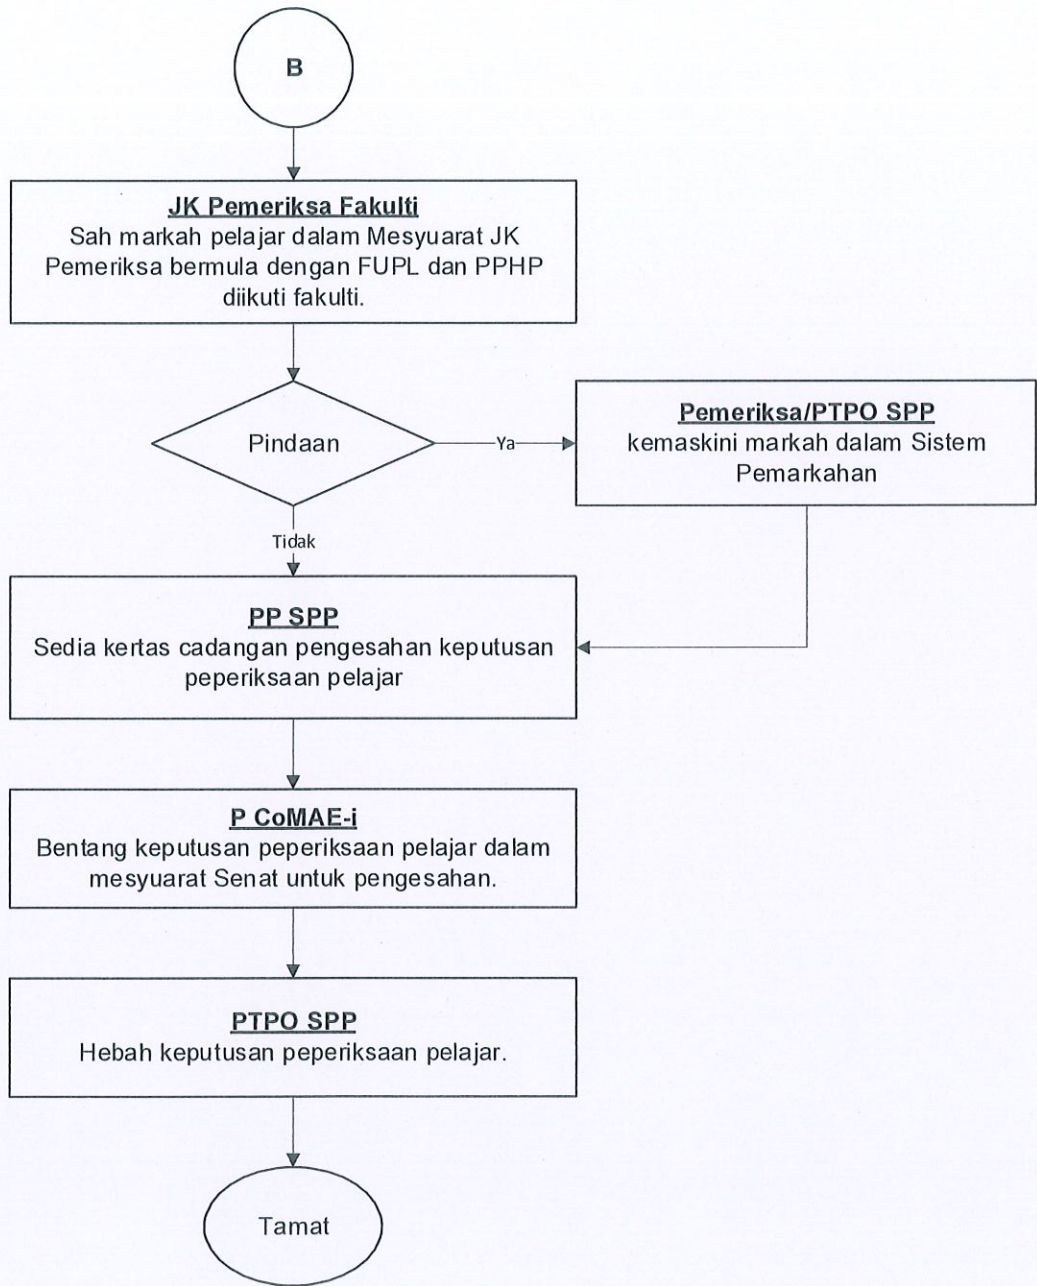 B
JK Pemeriksa Fakulti
Sah markah pelajar dalam Mesyuarat JK
Pemeriksa bermula dengan FUPL dan PPHP
diikuti fakulti.
Pindaan
Ya
Pemeriksa/PTPO SPP
kemaskini markah dalam Sistem
Pemarkahan
Tidak
PP SPP
Sedia kertas cadangan pengesahan keputusan
peperiksaan pelajar
P CoMAE-i
Bentang keputusan peperiksaan pelajar dalam
mesyuarat Senat untuk pengesahan.
PTPO SPP
Hebah keputusan peperiksaan pelajar.
Tamat